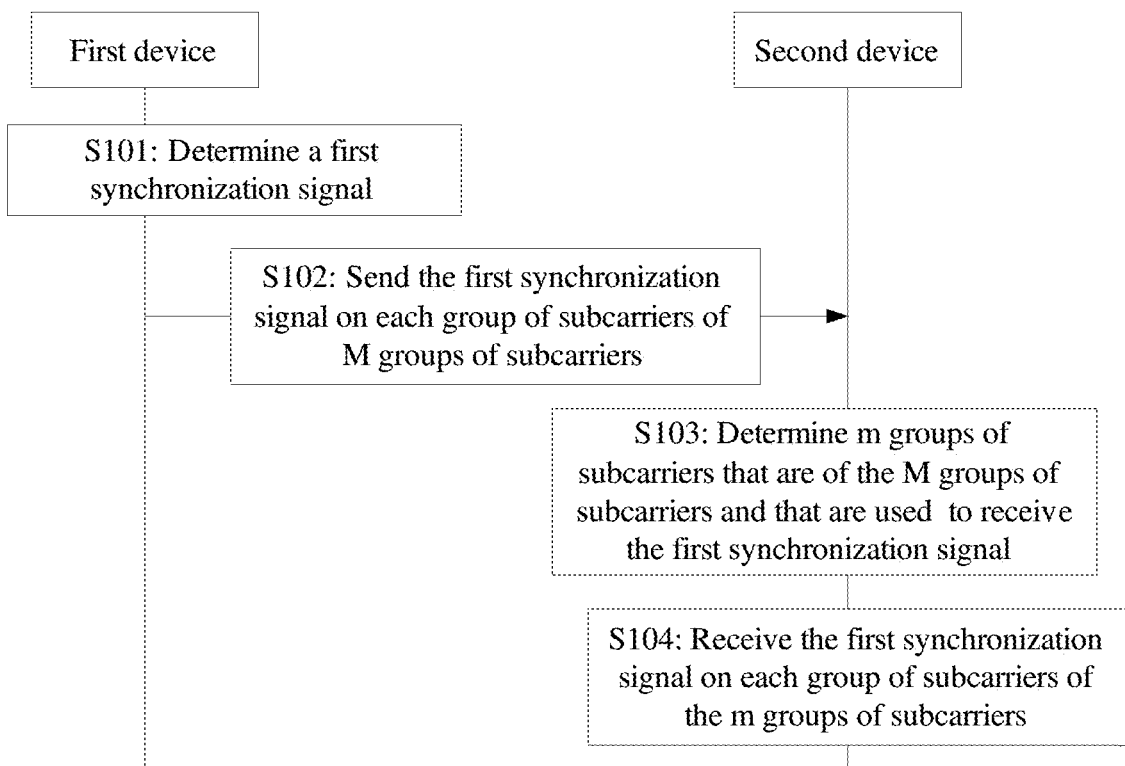 First device
Second device
S101: Determine a first
synchronization signal
S102: Send the first synchronization
signal on each group of subcarriers of
M groups of subcarriers
S103: Determine m groups of
subcarriers that are of the M groups of
subcarriers and that are used to receive
the first synchronization signal
S104: Receive the first synchronization
signal on each group of subcarriers of
the m groups of subcarriers